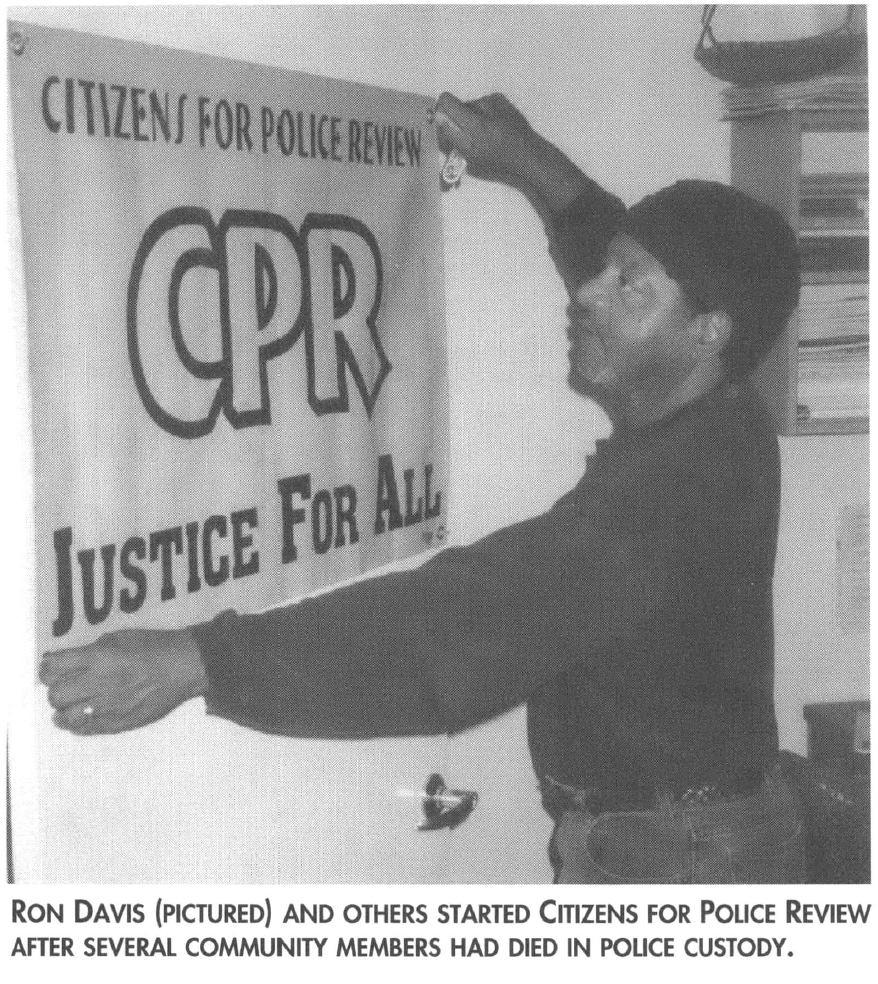 CITIZENS FOR POLICE REVIEW
CPR
JUSTICE FOR ALL
RON DAVIS (PICTURED) AND OTHERS STARTED CITIZENS FOR POLICE REVIEW
AFTER SEVERAL COMMUNITY MEMBERS HAD DIED IN POLICE CUSTODY.